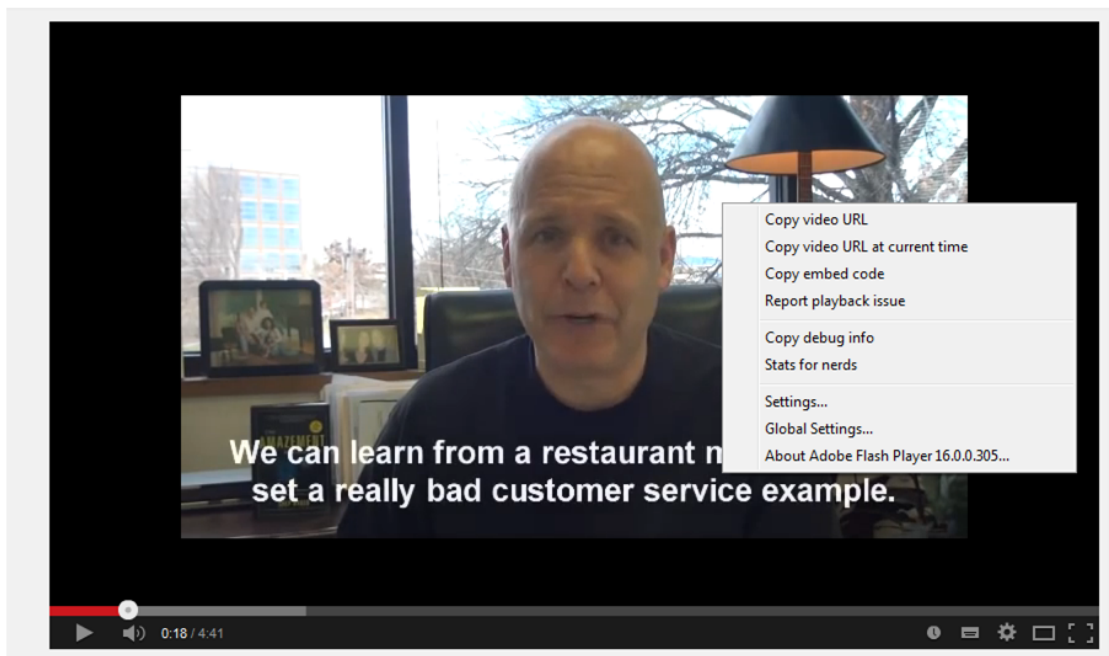 Copy video URL
Copy video URL at current time
Copy embed code
Report playback issue
Copy debug info
Stats for nerds
Settings...
Global Settings...
About Adobe Flash Player 16.0.0.305...
AMAZEMENT
We can learn from a restaurant
set a really bad customer service example.
0:18 / 4:41